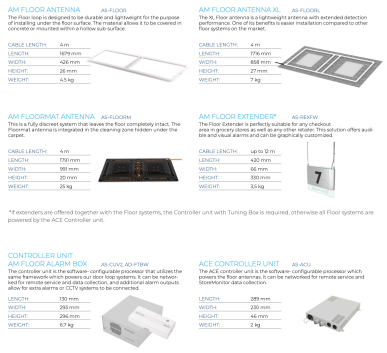 AM FLOOR ANTENNA AS-FLOOR
The Floor loop is designed to be durable and lightweight for the purpose
of installing under the floor surface. The material allows it to be covered in
concrete or mounted within a hollow sub-surface.
CABLE LENGTH: 4 m
LENGTH: 1679 mm
WIDTH: 426 mm
HEIGHT: 26 mm
WEIGHT: 4.5 kg
AM FLOOR ANTENNA XL AS-FLOORL
The XL Floor antenna is a lightweight antenna with extended detection
performance. One of its benefits is easier installation compared to other
floor systems on the market.
CABLE LENGTH: 4 m
LENGTH: 1776 mm
WIDTH: 858 mm
HEIGHT: 27 mm
WEIGHT: 7 kg
AM FLOORMAT ANTENNA AS-FLOORM
This is a fully discreet system that leaves the floor completely intact. The
Floormat antenna is integrated in the cleaning zone hidden under the
carpet.
CABLE LENGTH: 4 m
LENGTH: 1791 mm
WIDTH: 991 mm
HEIGHT: 20 mm
WEIGHT: 25 kg
AM FLOOR EXTENDER* AS-REXFW
The Floor Extender is perfectly suitable for any checkout
area in grocery stores as well as any other retailer. This solution offers audi-
ble and visual alarms and can be graphically customized.
CABLE LENGTH: up to 12 m
LENGTH: 420 mm
WIDTH: 66 mm
HEIGHT: 330 mm
WEIGHT: 3,5 kg
7
*If extenders are offered together with the Floor systems, the Controller unit with Tuning Box is required, otherwise all Floor systems are
powered by the ACE Controller unit.
CONTROLLER UNIT
AM FLOOR ALARM BOX AS-CUV2, AD-FTBW
The controller unit is the software- configurable processor that utilizes the
same framework which powers our door loop systems. It can be networ-
ked for remote service and data collection, and additional alarm outputs
allow for extra alarms or CCTV systems to be connected.
LENGTH: 130 mm
WIDTH: 293 mm
HEIGHT: 296 mm
WEIGHT: 6.7 kg
ACE CONTROLLER UNIT AS-ACU
The ACE controller unit is the software- configurable processor which
powers the floor antennas. It can be networked for remote service and
StoreMonitor data collection.
LENGTH: 289 mm
WIDTH: 230 mm
HEIGHT: 46 mm
WEIGHT: 2 kg